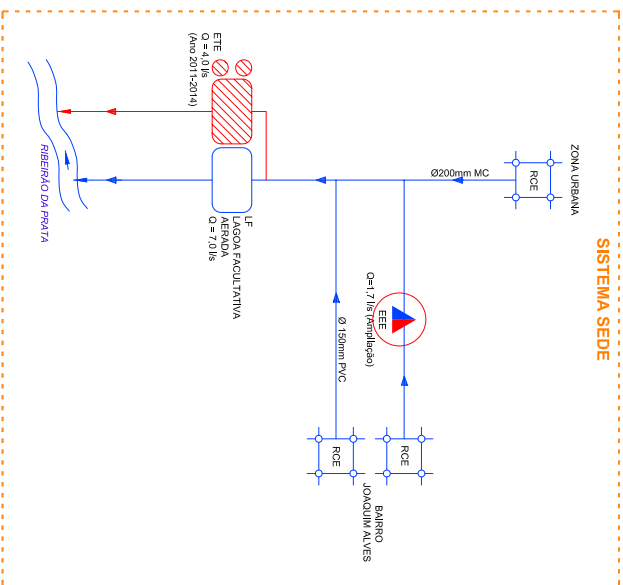 SISTEMA SEDE
ZONA URBANA
RCE
Ø200mm MC
Q=1,7 l/s (Ampliação)
EEE
RCE
BAIRRO
JOAQUIM ALVES
Ø 150mm PVC
RCE
ETE
Q = 4,0 l/s
(Ano 2011-2014)
LF
LAGOA FACULTATIVA
AERADA
Q = 7,0 l/s
RIBEIRÃO DA PRATA